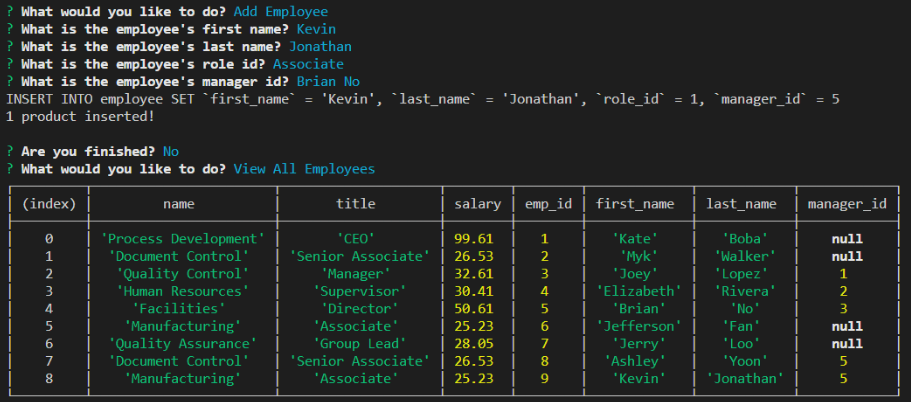 ? What would you like to do? Add Employee
? What is the employee's first name? Kevin
? What is the employee's last name? Jonathan
? What is the employee's role id? Associate
? What is the employee's manager id? Brian No
INSERT INTO employee SET `first_name` = 'Kevin', `last_name` = 'Jonathan', `role_id` = 1, `manager_id` = 5
1 product inserted!
? Are you finished? No
? What would you like to do? View All Employees
(index) name title salary emp_id first_name last_name manager_id
0 'Process Development' 'CEO' 99.61 1 'Kate' 'Boba' null
1 'Document Control' 'Senior Associate' 26.53 2 'Myk' 'Walker' null
2 'Quality Control' 'Manager' 32.61 3 'Joey' 'Lopez' 1
3 'Human Resources' 'Supervisor' 30.41 4 'Elizabeth' 'Rivera' 2
4 'Facilities' 'Director' 50.61 5 'Brian' 'No' 3
5 'Manufacturing' 'Associate' 25.23 6 'Jefferson' 'Fan' null
6 'Quality Assurance' 'Group Lead' 28.05 7 'Jerry' 'Loo' null
7 'Document Control' 'Senior Associate' 26.53 8 'Ashley' 'Yoon' 5
8 'Manufacturing' 'Associate' 25.23 9 'Kevin' 'Jonathan' 5